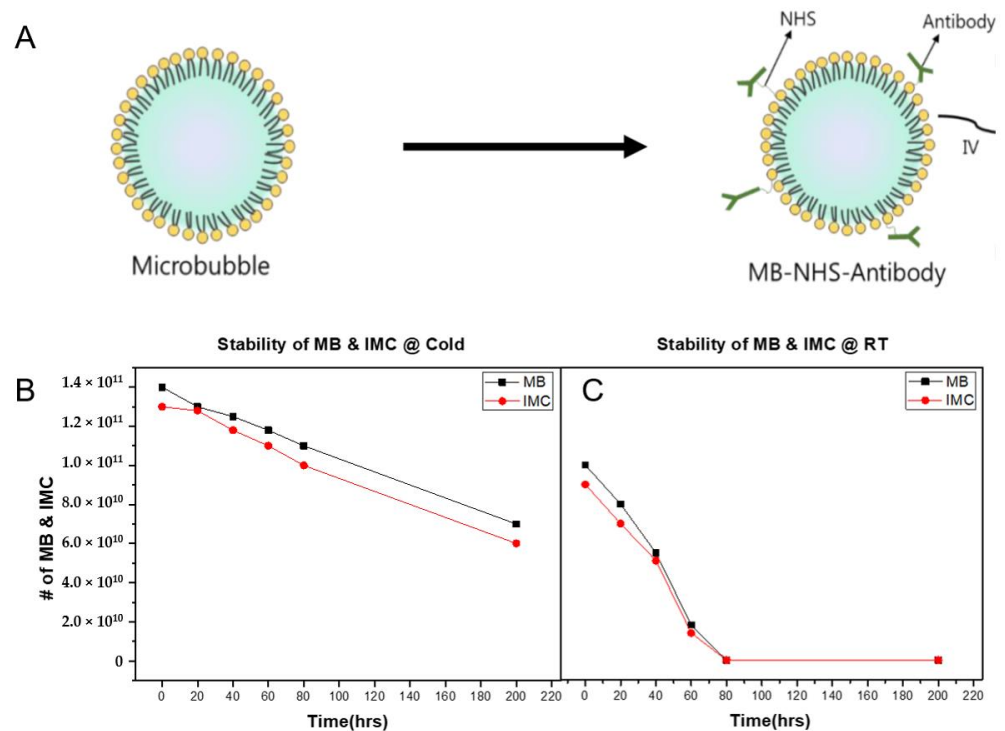 A
NHS
Antibody
IV
Microbubble
MB-NHS-Antibody
Stability of MB & IMC @ Cold
Stability of MB & IMC @ RT
B
C
MB
IMC
MB
IMC
# of MB & IMC
1.4 × 10¹¹
1.2 × 10¹¹
1.0 × 10¹¹
8.0 × 10¹⁰
6.0 × 10¹⁰
4.0 × 10¹⁰
2.0 × 10¹⁰
0
0 20 40 60 80 100 120 140 160 180 200 220
0 20 40 60 80 100 120 140 160 180 200 220
Time(hrs)
Time(hrs)